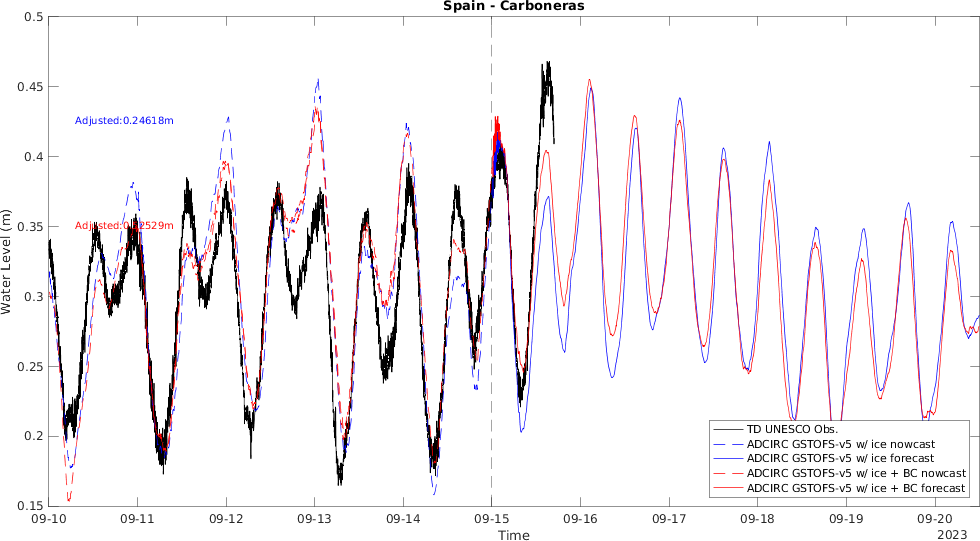 Spain - Carboneras
0.5
0.45
0.4
0.35
0.3
0.25
0.2
0.15
Water Level (m)
Adjusted:0.24618m
TD UNESCO Obs.
ADCIRC GSTOFS-v5 w/ ice nowcast
ADCIRC GSTOFS-v5 w/ ice forecast
ADCIRC GSTOFS-v5 w/ ice + BC nowcast
ADCIRC GSTOFS-v5 w/ ice + BC forecast
09-10 09-11 09-12 09-13 09-14 09-15 09-16 09-17 09-18 09-19 09-20
Time
2023